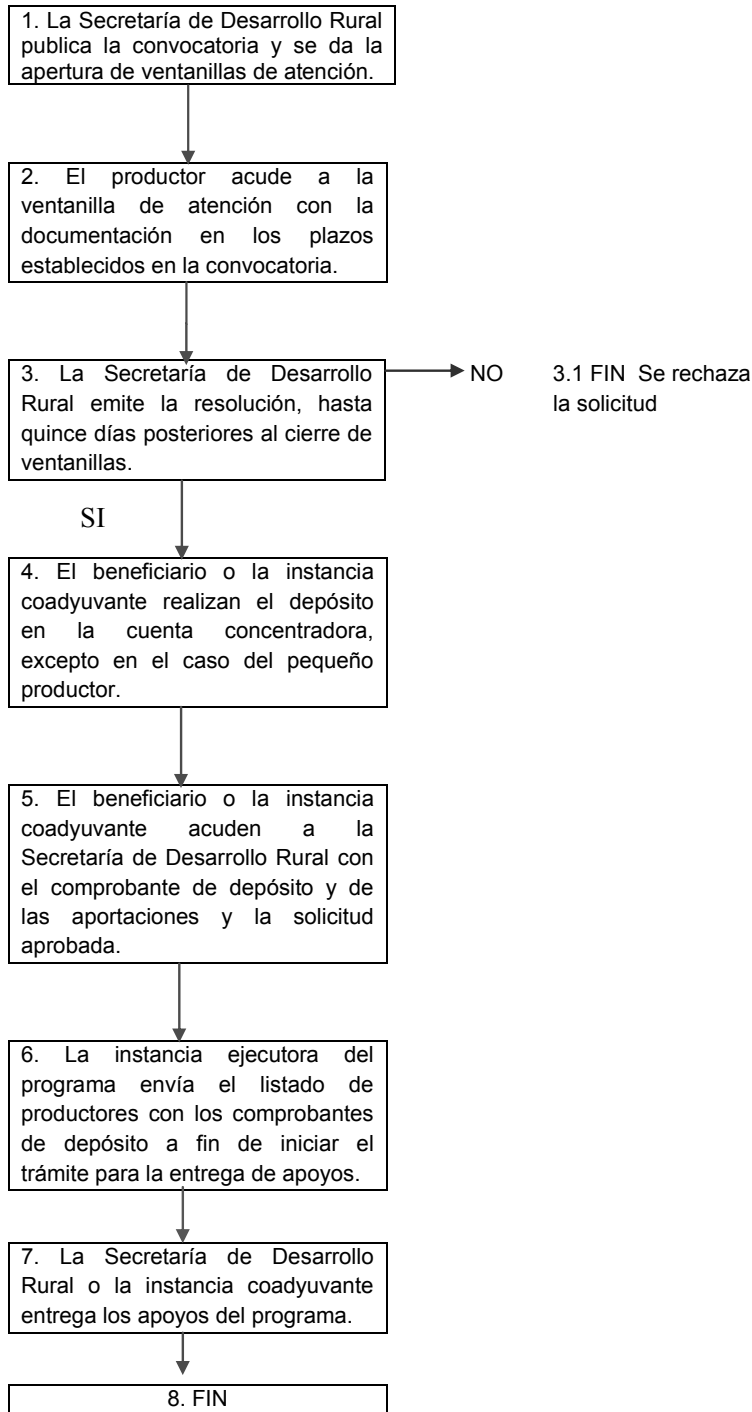 1. La Secretaría de Desarrollo Rural
publica la convocatoria y se da la
apertura de ventanillas de atención.
2. El productor acude a la
ventanilla de atención con la
documentación en los plazos
establecidos en la convocatoria.
3. La Secretaría de Desarrollo
Rural emite la resolución, hasta
quince días posteriores al cierre de
ventanillas.
NO
3.1 FIN Se rechaza
la solicitud
SI
4. El beneficiario o la instancia
coadyuvante realizan el depósito
en la cuenta concentradora,
excepto en el caso del pequeño
productor.
5. El beneficiario o la instancia
coadyuvante acuden a la
Secretaría de Desarrollo Rural con
el comprobante de depósito y de
las aportaciones y la solicitud
aprobada.
6. La instancia ejecutora del
programa envía el listado de
productores con los comprobantes
de depósito a fin de iniciar el
trámite para la entrega de apoyos.
7. La Secretaría de Desarrollo
Rural o la instancia coadyuvante
entrega los apoyos del programa.
8. FIN